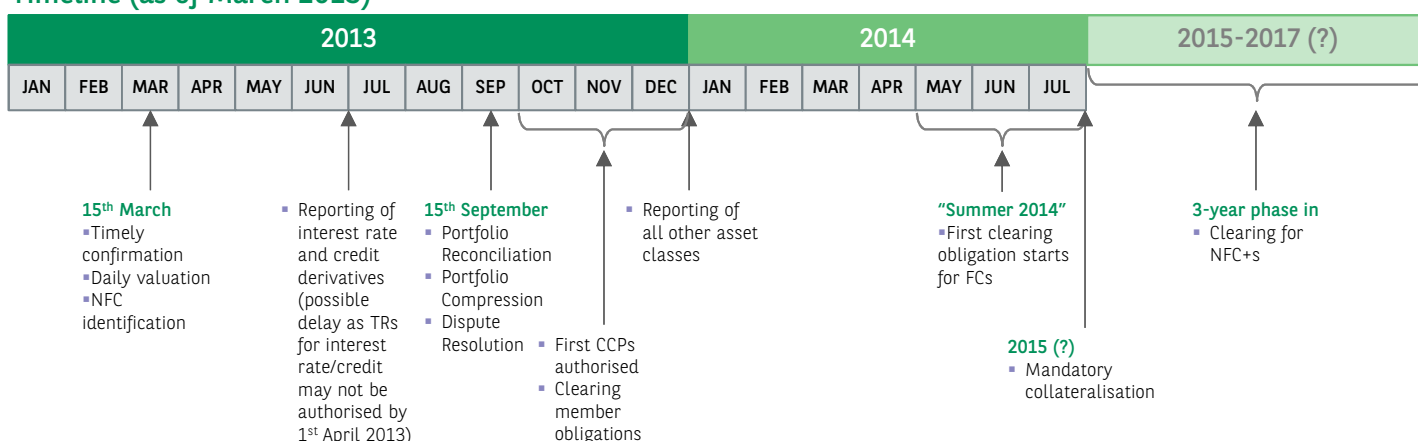 Timeline (as of March 2013)
2013 2014 2015-2017 (?)
JAN FEB MAR APR MAY JUN JUL AUG SEP OCT NOV DEC JAN FEB MAR APR MAY JUN JUL
15th March
▪Timely
confirmation
▪Daily valuation
▪NFC
identification
▪ Reporting of
interest rate
and credit
derivatives
(possible
delay as TRs
for interest
rate/credit
may not be
authorised by
1st April 2013)
15th September
▪ Portfolio
Reconciliation
▪ Portfolio
Compression
▪ Dispute
Resolution
▪ First CCPs
authorised
▪ Clearing
member
obligations
▪ Reporting of
all other asset
classes
"Summer 2014"
▪First clearing
obligation starts
for FCs
2015 (?)
▪ Mandatory
collateralisation
3-year phase in
▪ Clearing for
NFC+s